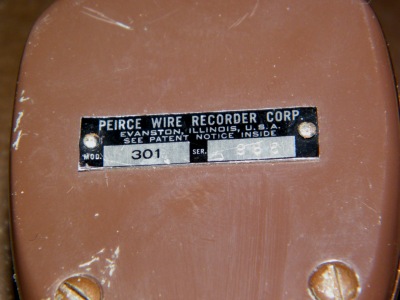 PEIRCE WIRE RECORDER CORP.
EVANSTON, ILLINOIS, U.S.A.
SEE PATENT NOTICE INSIDE
MOD. 301 SER.